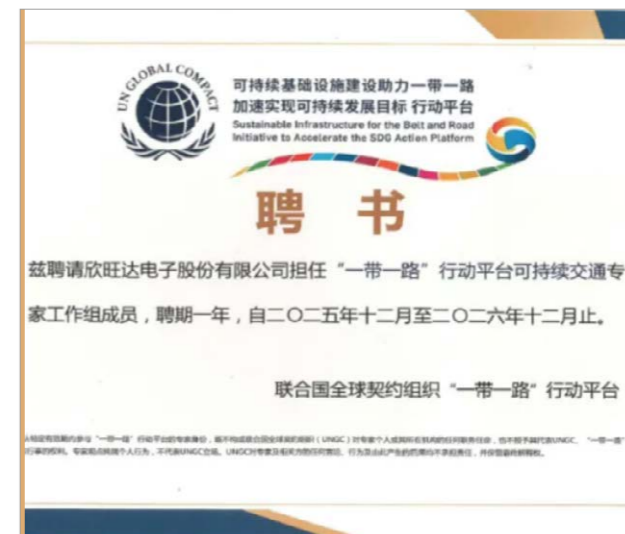 UN GLOBAL COMPACT
可持续基础设施建设助力一带一路
加速实现可持续发展目标 行动平台
Sustainable Infrastructure for the Belt and Road
Initiative to Accelerate the SDG Action Platform
聘 书
兹聘请欣旺达电子股份有限公司担任“一带一路”行动平台可持续交通专
家工作组成员，聘期一年，自二〇二五年十二月至二〇二六年十二月止。
联合国全球契约组织“一带一路”行动平台